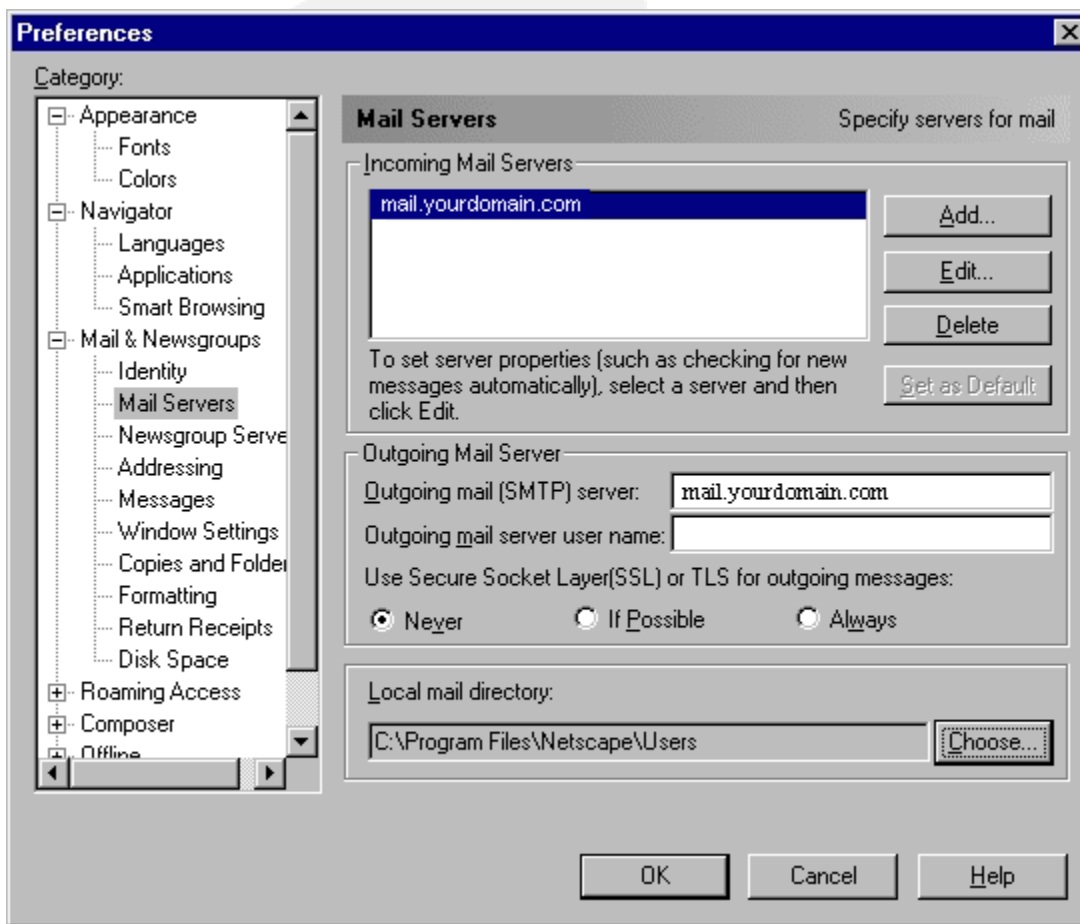 Preferences
Category:
Appearance
Fonts
Colors
Navigator
Languages
Applications
Smart Browsing
Mail & Newsgroups
Identity
Mail Servers
Newsgroup Serve
Addressing
Messages
Window Settings
Copies and Folder
Formatting
Return Receipts
Disk Space
Roaming Access
Composer
Offline
Mail Servers Specify servers for mail
Incoming Mail Servers
mail.yourdomain.com
Add...
Edit...
Delete
To set server properties (such as checking for new
messages automatically), select a server and then
click Edit.
Set as Default
Outgoing Mail Server
Outgoing mail (SMTP) server: mail.yourdomain.com
Outgoing mail server user name:
Use Secure Socket Layer(SSL) or TLS for outgoing messages:
Never If Possible Always
Local mail directory:
C:\Program Files\Netscape\Users Choose...
OK Cancel Help